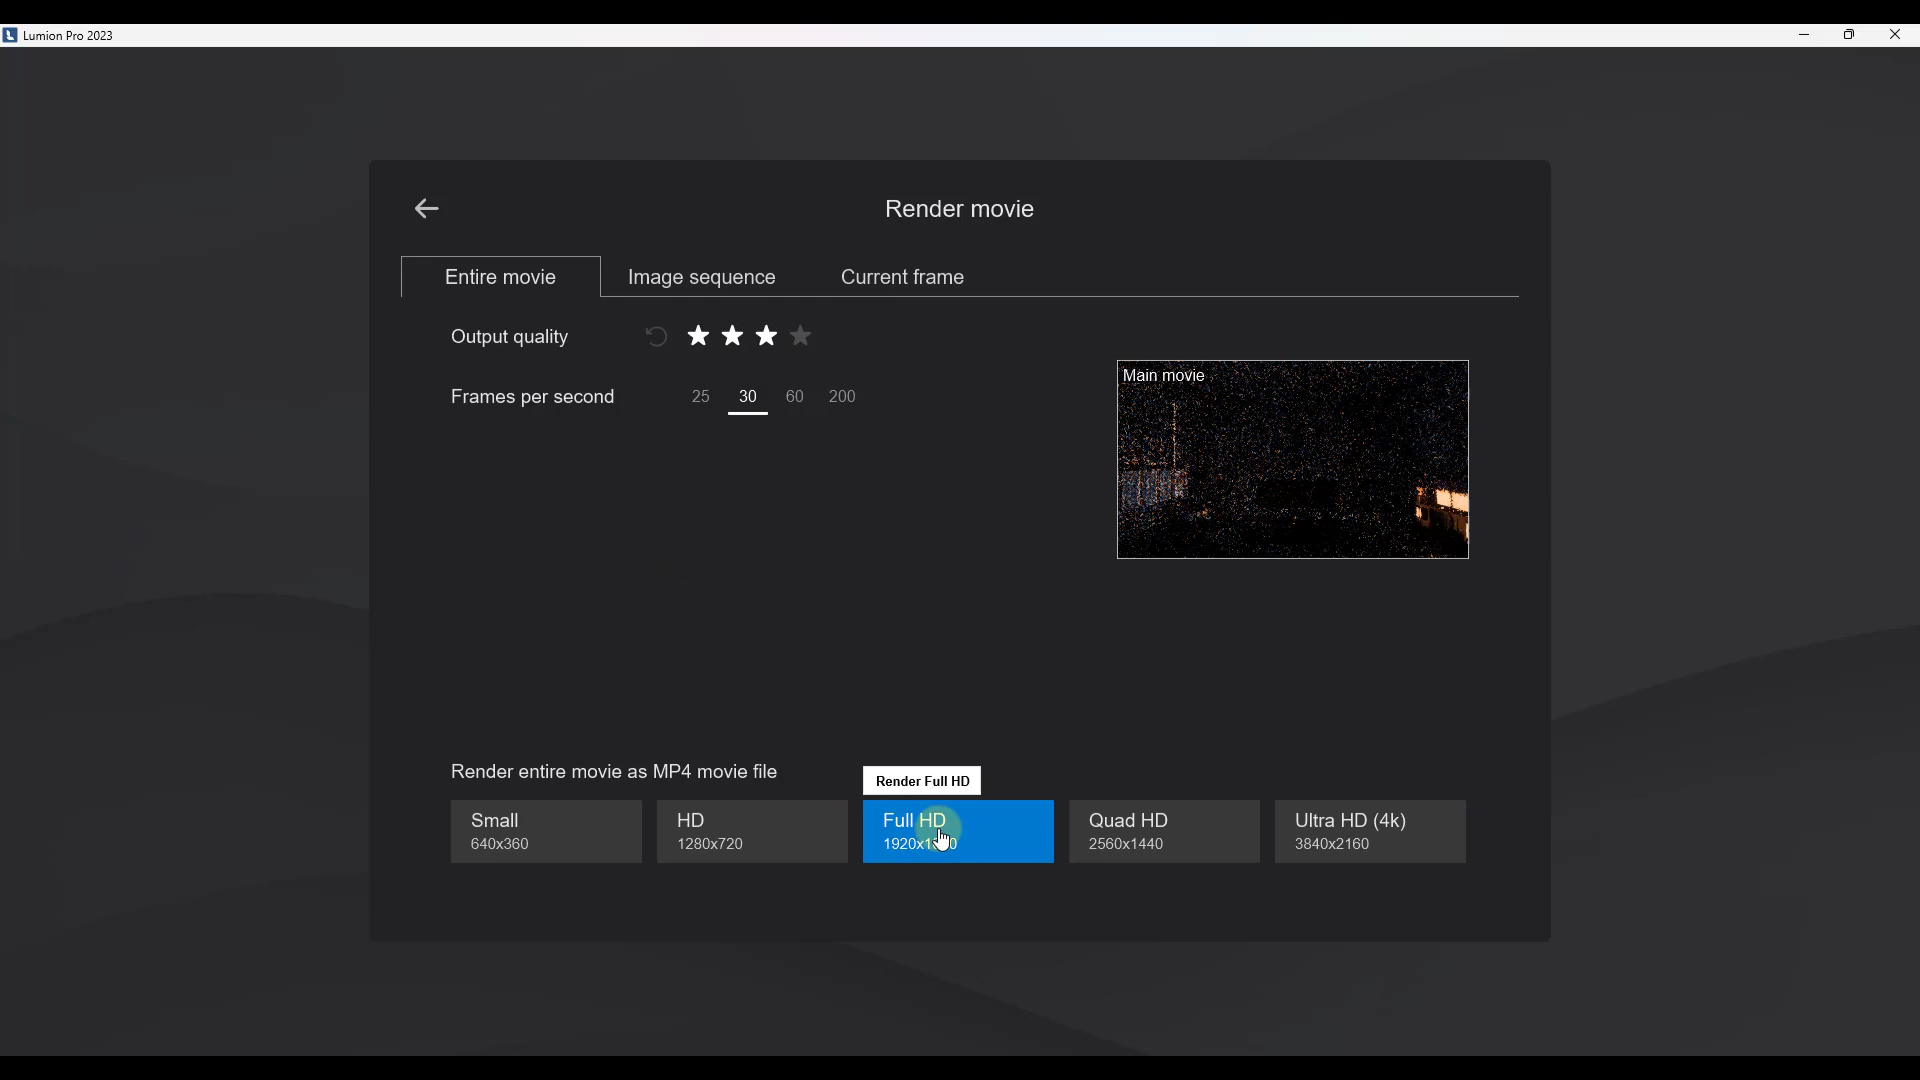 Lumion Pro 2023
Render movie
Entire movie
Image sequence
Current frame
Output quality
Frames per second
25
30
60
200
Main movie
Render entire movie as MP4 movie file
Render Full HD
Small
640x360
HD
1280x720
Full HD
Quad HD
2560x1440
Ultra HD (4k)
3840x2160